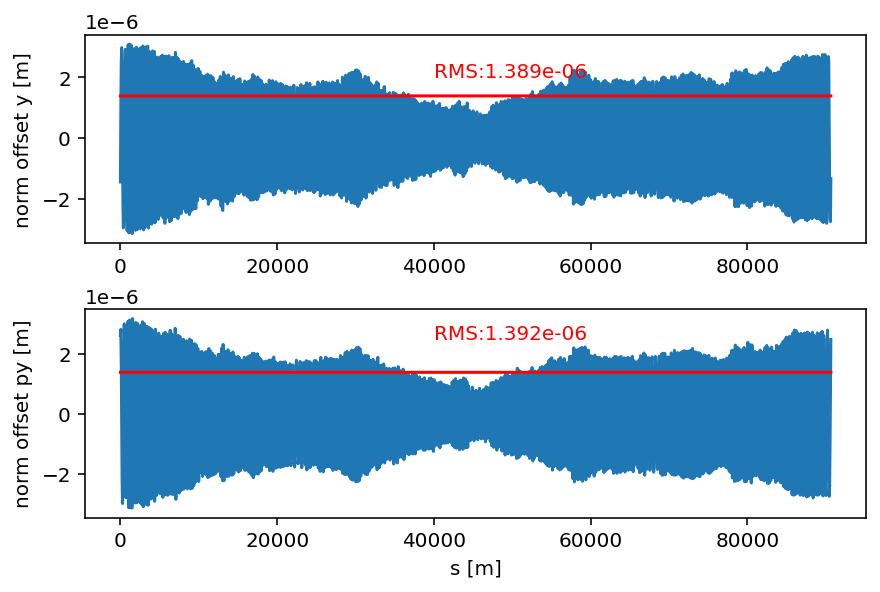 1e−6
norm offset y [m]
2
0
−2
RMS:1.389e-06
0 20000 40000 60000 80000
1e−6
norm offset py [m]
2
0
−2
RMS:1.392e-06
0 20000 40000 60000 80000
s [m]